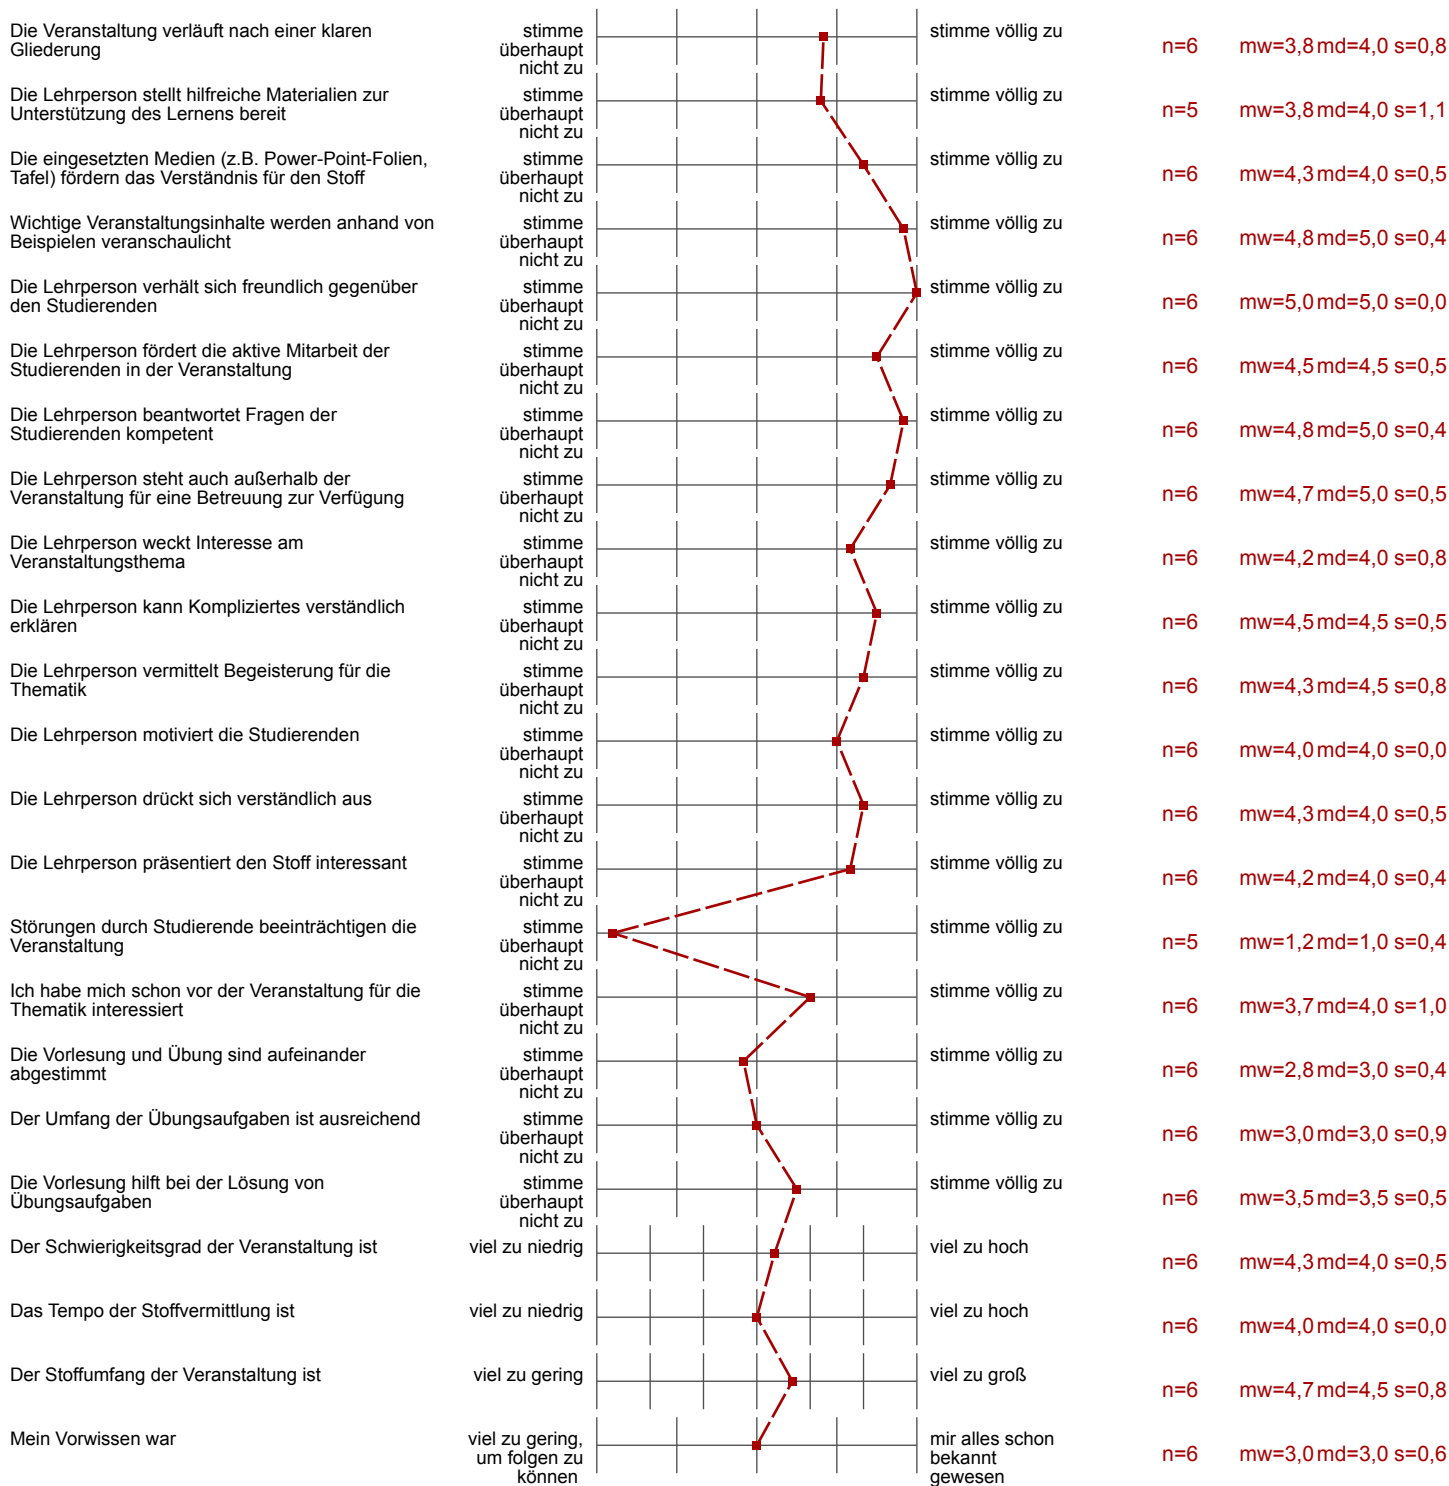 Die Veranstaltung verläuft nach einer klaren
Gliederung
stimme
überhaupt
nicht zu
stimme völlig zu
n=6 mw=3,8 md=4,0 s=0,8
Die Lehrperson stellt hilfreiche Materialien zur
Unterstützung des Lernens bereit
stimme
überhaupt
nicht zu
stimme völlig zu
n=5 mw=3,8 md=4,0 s=1,1
Die eingesetzten Medien (z.B. Power-Point-Folien,
Tafel) fördern das Verständnis für den Stoff
stimme
überhaupt
nicht zu
stimme völlig zu
n=6 mw=4,3 md=4,0 s=0,5
Wichtige Veranstaltungsinhalte werden anhand von
Beispielen veranschaulicht
stimme
überhaupt
nicht zu
stimme völlig zu
n=6 mw=4,8 md=5,0 s=0,4
Die Lehrperson verhält sich freundlich gegenüber
den Studierenden
stimme
überhaupt
nicht zu
stimme völlig zu
n=6 mw=5,0 md=5,0 s=0,0
Die Lehrperson fördert die aktive Mitarbeit der
Studierenden in der Veranstaltung
stimme
überhaupt
nicht zu
stimme völlig zu
n=6 mw=4,5 md=4,5 s=0,5
Die Lehrperson beantwortet Fragen der
Studierenden kompetent
stimme
überhaupt
nicht zu
stimme völlig zu
n=6 mw=4,8 md=5,0 s=0,4
Die Lehrperson steht auch außerhalb der
Veranstaltung für eine Betreuung zur Verfügung
stimme
überhaupt
nicht zu
stimme völlig zu
n=6 mw=4,7 md=5,0 s=0,5
Die Lehrperson weckt Interesse am
Veranstaltungsthema
stimme
überhaupt
nicht zu
stimme völlig zu
n=6 mw=4,2 md=4,0 s=0,8
Die Lehrperson kann Kompliziertes verständlich
erklären
stimme
überhaupt
nicht zu
stimme völlig zu
n=6 mw=4,5 md=4,5 s=0,5
Die Lehrperson vermittelt Begeisterung für die
Thematik
stimme
überhaupt
nicht zu
stimme völlig zu
n=6 mw=4,3 md=4,5 s=0,8
Die Lehrperson motiviert die Studierenden
stimme
überhaupt
nicht zu
stimme völlig zu
n=6 mw=4,0 md=4,0 s=0,0
Die Lehrperson drückt sich verständlich aus
stimme
überhaupt
nicht zu
stimme völlig zu
n=6 mw=4,3 md=4,0 s=0,5
Die Lehrperson präsentiert den Stoff interessant
stimme
überhaupt
nicht zu
stimme völlig zu
n=6 mw=4,2 md=4,0 s=0,4
Störungen durch Studierende beeinträchtigen die
Veranstaltung
stimme
überhaupt
nicht zu
stimme völlig zu
n=5 mw=1,2 md=1,0 s=0,4
Ich habe mich schon vor der Veranstaltung für die
Thematik interessiert
stimme
überhaupt
nicht zu
stimme völlig zu
n=6 mw=3,7 md=4,0 s=1,0
Die Vorlesung und Übung sind aufeinander
abgestimmt
stimme
überhaupt
nicht zu
stimme völlig zu
n=6 mw=2,8 md=3,0 s=0,4
Der Umfang der Übungsaufgaben ist ausreichend
stimme
überhaupt
nicht zu
stimme völlig zu
n=6 mw=3,0 md=3,0 s=0,9
Die Vorlesung hilft bei der Lösung von
Übungsaufgaben
stimme
überhaupt
nicht zu
stimme völlig zu
n=6 mw=3,5 md=3,5 s=0,5
Der Schwierigkeitsgrad der Veranstaltung ist
viel zu niedrig
viel zu hoch
n=6 mw=4,3 md=4,0 s=0,5
Das Tempo der Stoffvermittlung ist
viel zu niedrig
viel zu hoch
n=6 mw=4,0 md=4,0 s=0,0
Der Stoffumfang der Veranstaltung ist
viel zu gering
viel zu groß
n=6 mw=4,7 md=4,5 s=0,8
Mein Vorwissen war
viel zu gering,
um folgen zu
können
mir alles schon
bekannt
gewesen
n=6 mw=3,0 md=3,0 s=0,6